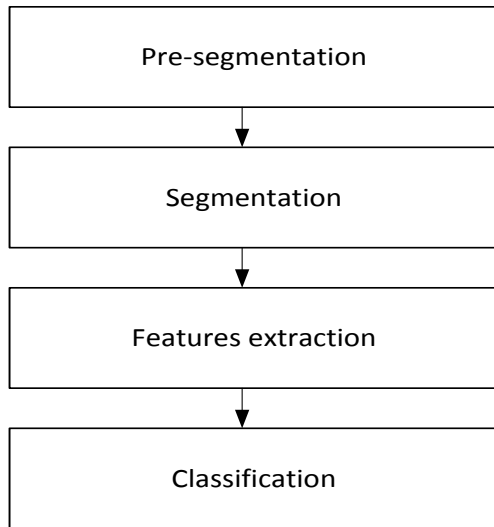 Pre-segmentation
Segmentation
Features extraction
Classification